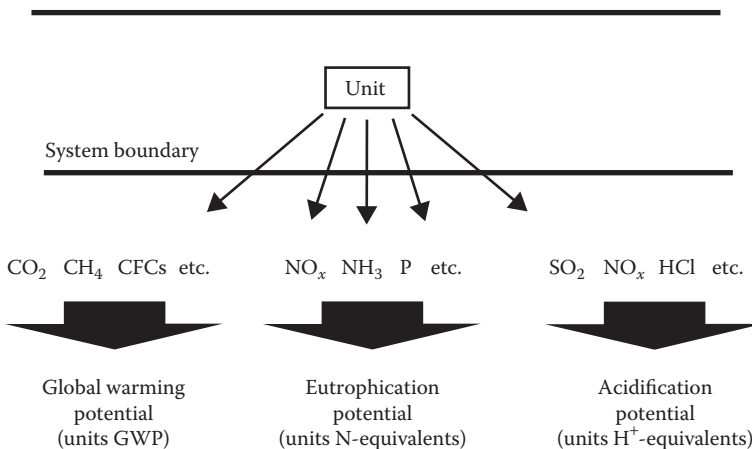 Unit
System boundary
CO₂ CH₄ CFCs etc.
NOₓ NH₃ P etc.
SO₂ NOₓ HCl etc.
Global warming
potential
(units GWP)
Eutrophication
potential
(units N-equivalents)
Acidification
potential
(units H⁺-equivalents)